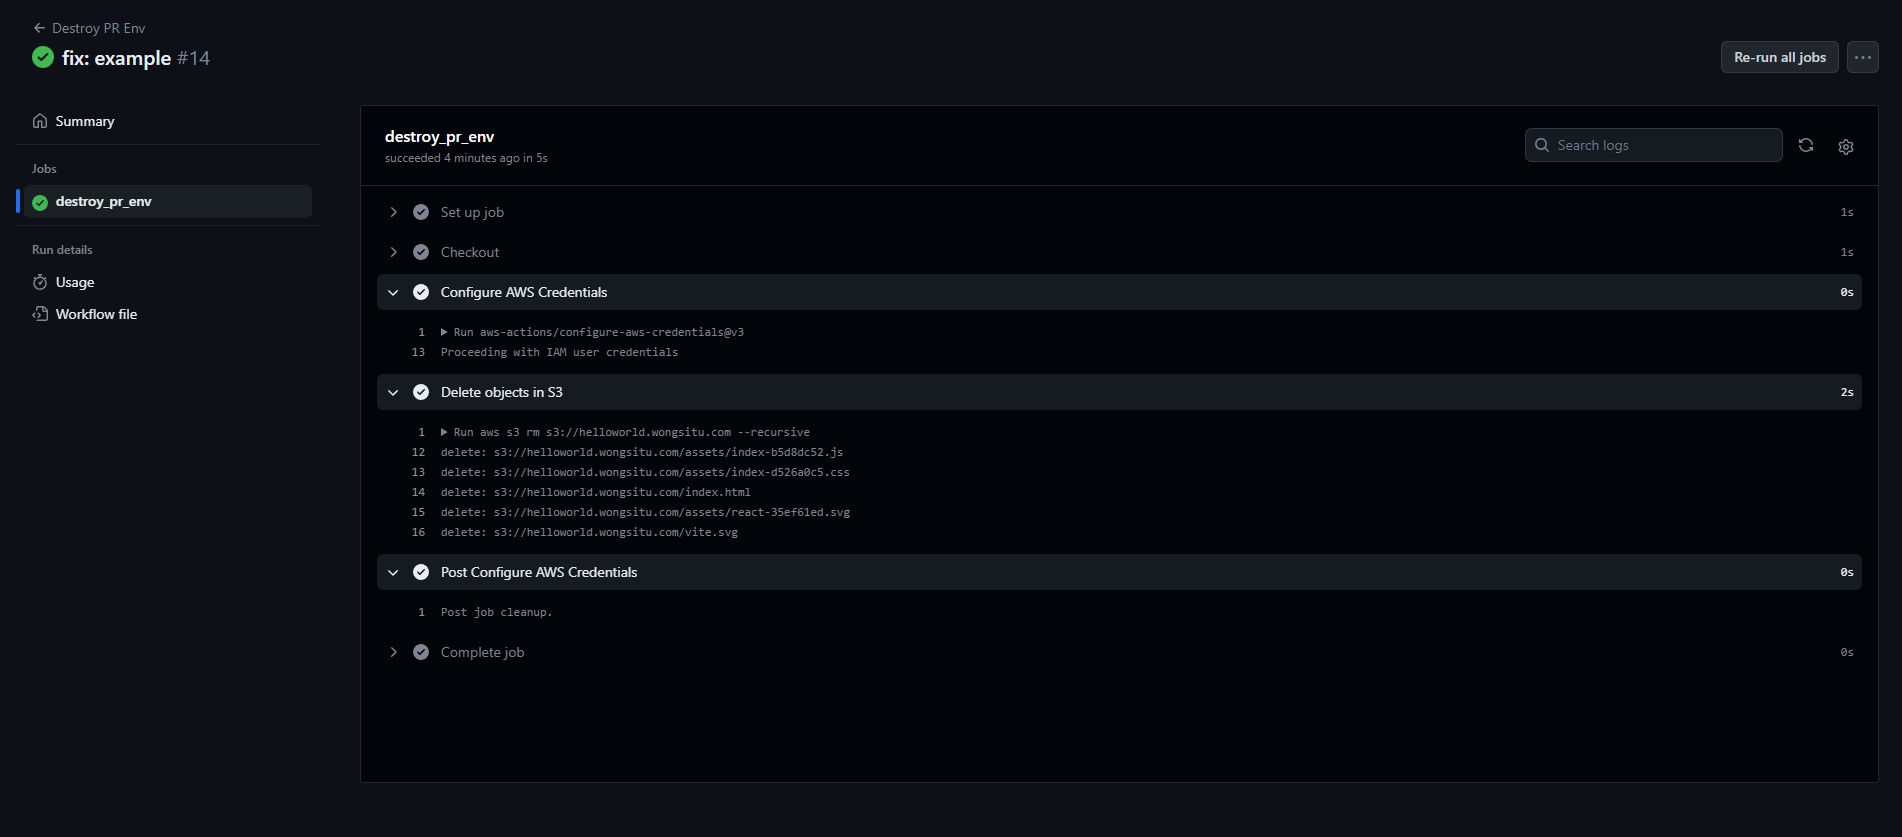 Destroy PR Env
fix: example #14
Re-run all jobs
Summary
Jobs
destroy_pr_env
Run details
Usage
Workflow file
destroy_pr_env
succeeded 4 minutes ago in 5s
Search logs
Set up job 1s
Checkout 1s
Configure AWS Credentials 0s
1 Run aws-actions/configure-aws-credentials@v3
13 Proceeding with IAM user credentials
Delete objects in S3 2s
1 Run aws s3 rm s3://helloworld.wongsitu.com --recursive
12 delete: s3://helloworld.wongsitu.com/assets/index-b5d8dc52.js
13 delete: s3://helloworld.wongsitu.com/assets/index-d526a0c5.css
14 delete: s3://helloworld.wongsitu.com/index.html
15 delete: s3://helloworld.wongsitu.com/assets/react-35ef61ed.svg
16 delete: s3://helloworld.wongsitu.com/vite.svg
Post Configure AWS Credentials 0s
1 Post job cleanup.
Complete job 0s